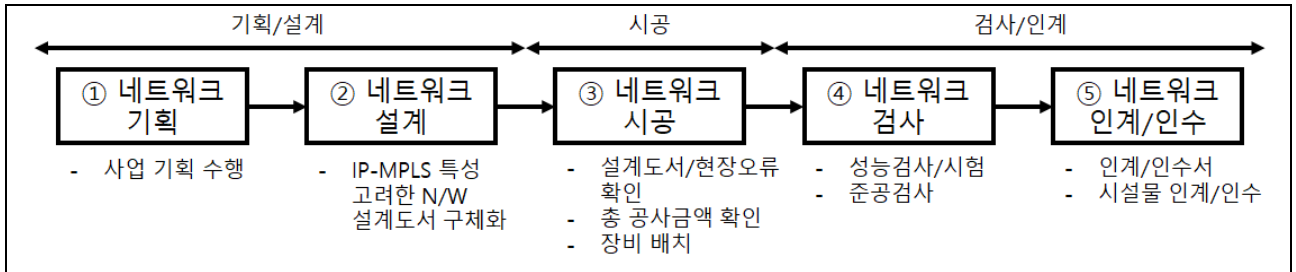 기획/설계
시공
검사/인계
① 네트워크
기획
② 네트워크
설계
③ 네트워크
시공
④ 네트워크
검사
⑤ 네트워크
인계/인수
- 사업 기획 수행
- IP-MPLS 특성
고려한 N/W
설계도서 구체화
- 설계도서/현장오류
확인
- 총 공사금액 확인
- 장비 배치
- 성능검사/시험
- 준공검사
- 인계/인수서
- 시설물 인계/인수